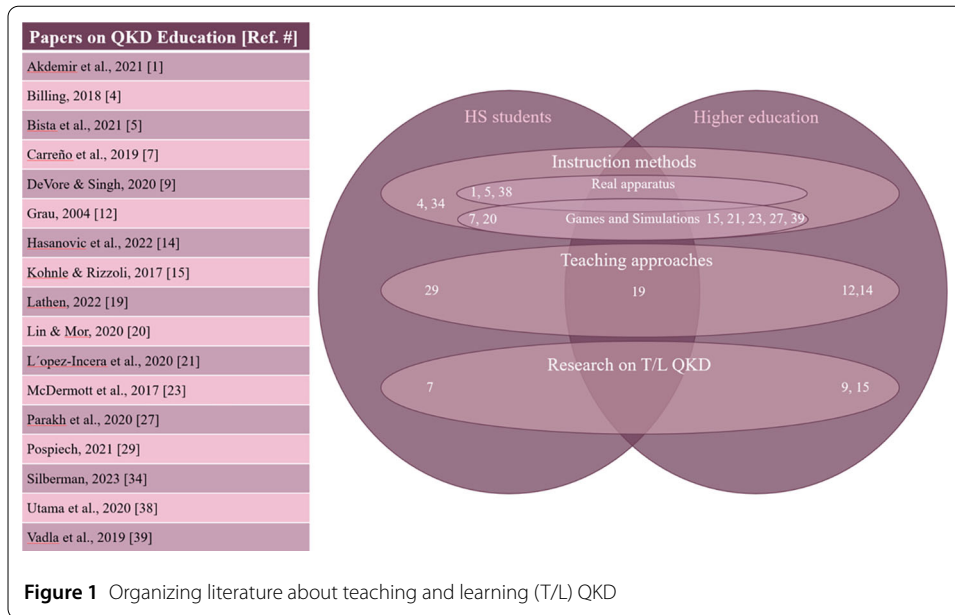 Papers on QKD Education [Ref. #]
Akdemir et al., 2021 [1]
Billing, 2018 [4]
Bista et al., 2021 [5]
Carreño et al., 2019 [7]
DeVore & Singh, 2020 [9]
Grau, 2004 [12]
Hasanovic et al., 2022 [14]
Kohnle & Rizzoli, 2017 [15]
Lathen, 2022 [19]
Lin & Mor, 2020 [20]
L´opez-Incera et al., 2020 [21]
McDermott et al., 2017 [23]
Parakh et al., 2020 [27]
Pospiech, 2021 [29]
Silberman, 2023 [34]
Utama et al., 2020 [38]
Vadla et al., 2019 [39]
HS students Higher education
Instruction methods
Real apparatus
1, 5, 38
4, 34
7, 20 Games and Simulations 15, 21, 23, 27, 39
Teaching approaches
29 19 12,14
Research on T/L QKD
7 9, 15
Figure 1 Organizing literature about teaching and learning (T/L) QKD